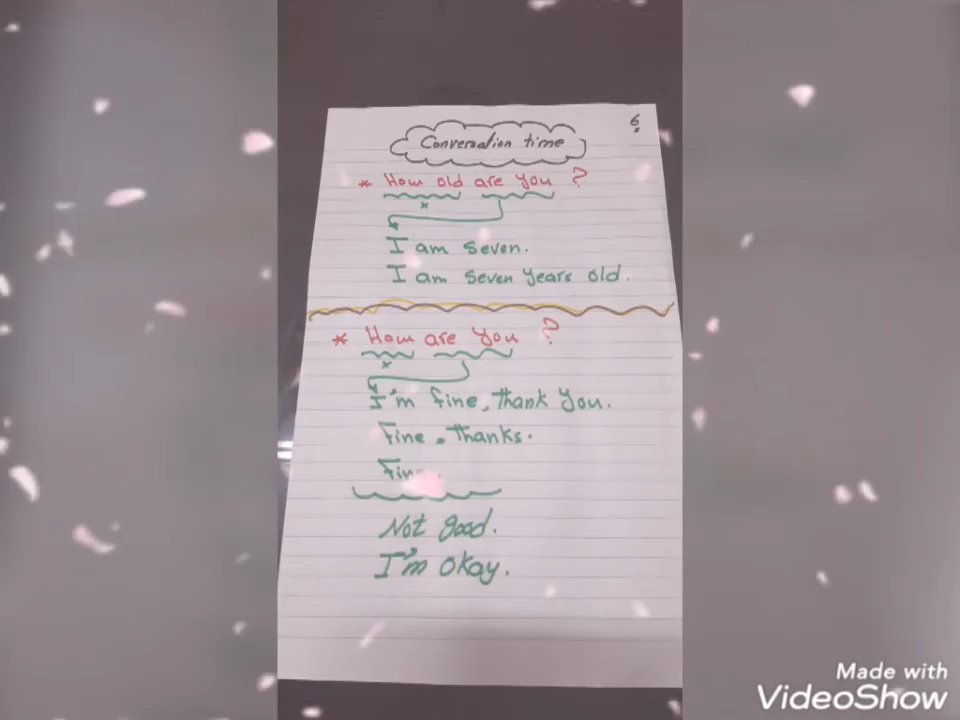 6
Conversation time
* How old are you ?
I am seven.
I am seven years old.
* How are you ?
I'm fine, thank you.
Fine, thanks.
Not good.
I'm okay.
Made with
VideoShow